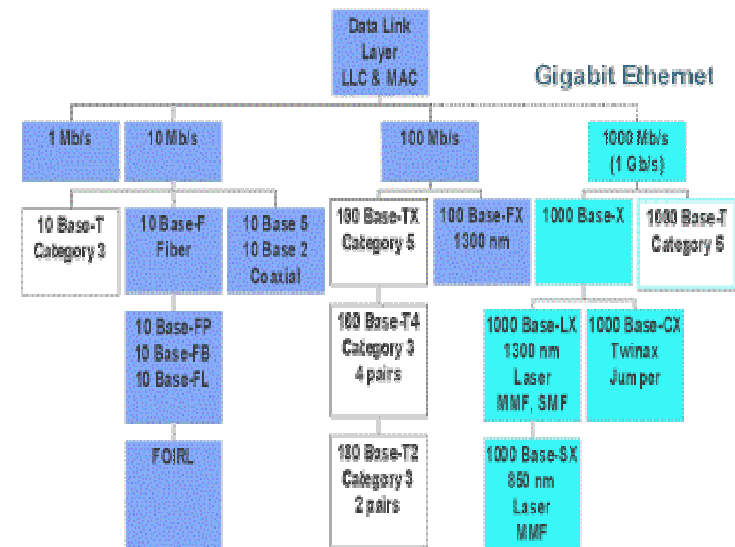 Data Link
Layer
LLC & MAC
Gigabit Ethernet
1 Mb/s
10 Mb/s
100 Mb/s
1000 Mb/s
(1 Gb/s)
10 Base-T
Category 3
10 Base-F
Fiber
10 Base 5
10 Base 2
Coaxial
100 Base-TX
Category 5
100 Base-FX
1300 nm
1000 Base-X
1000 Base-T
Category 6
10 Base-FP
10 Base-FB
10 Base-FL
100 Base-T4
Category 3
4 pairs
1000 Base-LX
1300 nm
Laser
MMF, SMF
1000 Base-CX
Twinax
Jumper
FOIRL
100 Base-T2
Category 3
2 pairs
1000 Base-SX
850 nm
Laser
MMF